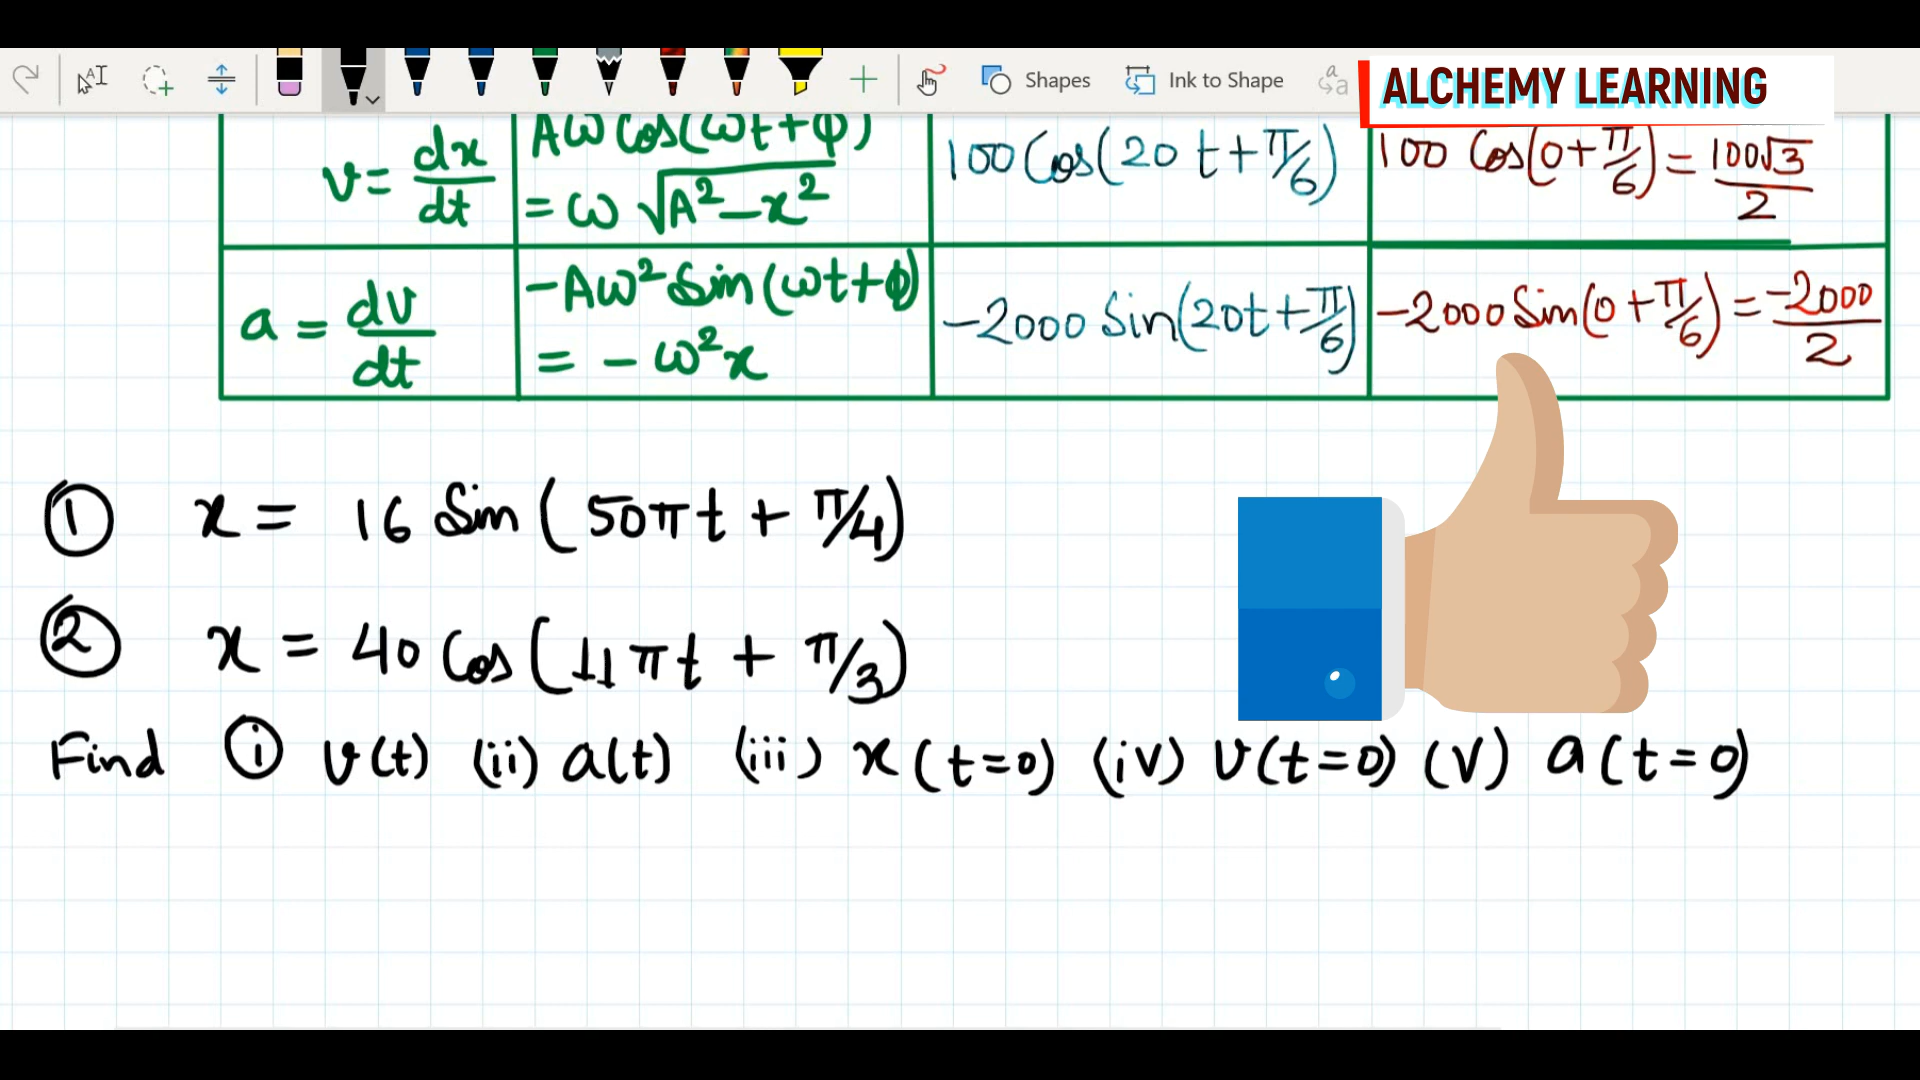 Shapes
Ink to Shape
ALCHEMY LEARNING
v = dx/dt
Aω Cos(ωt+φ)
= ω √A²-x²
100 Cos(20 t + π/6)
100 Cos(0 + π/6) = 100√3/2
a = dv/dt
-Aω² Sin(ωt+φ)
= - ω²x
-2000 Sin(20t + π/6)
-2000 Sin(0 + π/6) = -2000/2
① x = 16 Sin (50πt + π/4)
② x = 40 Cos (11πt + π/3)
Find ⓘ v(t) (ii) a(t) (iii) x (t=0) (iv) v(t=0) (v) a(t=0)